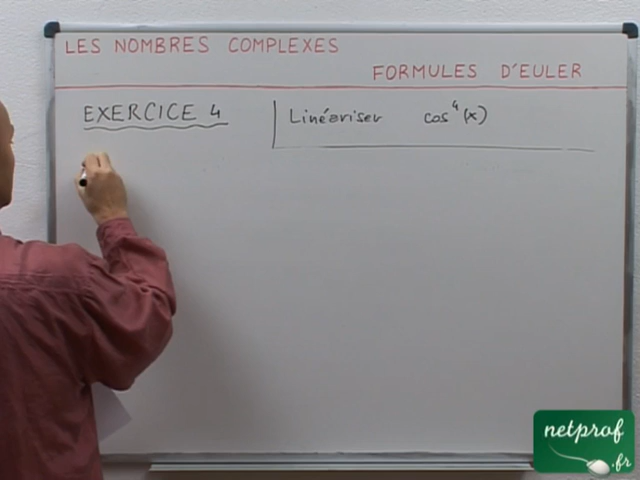 LES NOMBRES COMPLEXES
FORMULES D'EULER
EXERCICE 4
Linéariser cos⁴(x)
netprof
.fr